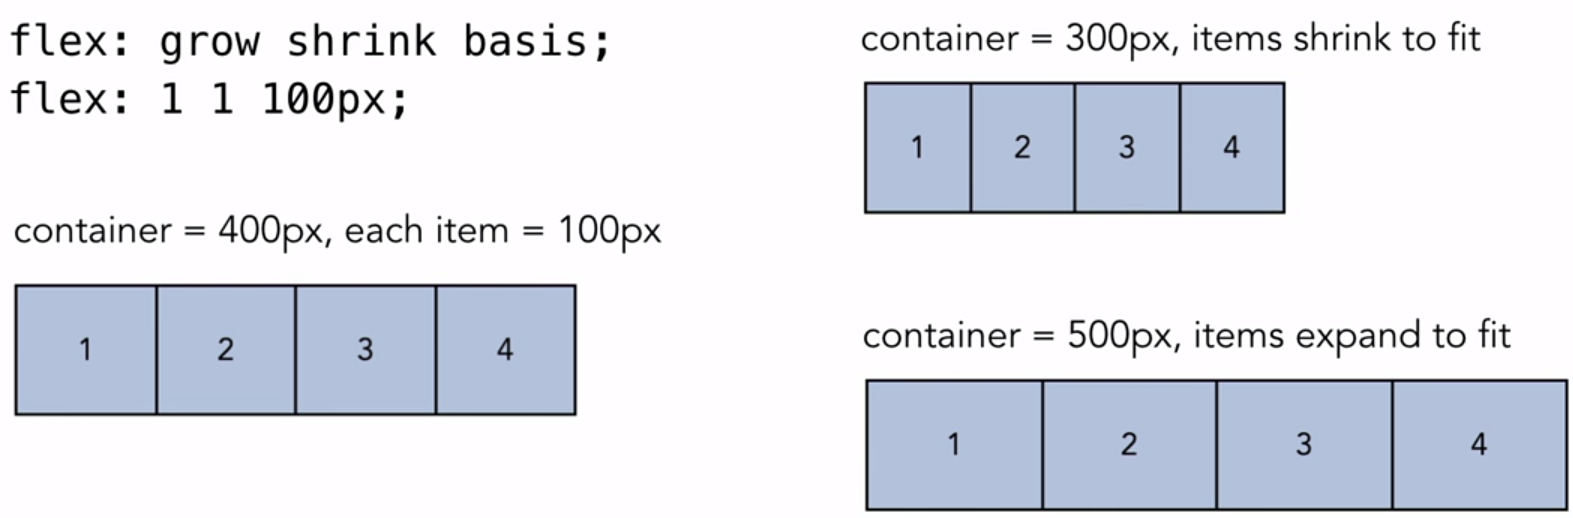 flex: grow shrink basis;
flex: 1 1 100px;
container = 400px, each item = 100px
1 2 3 4
container = 300px, items shrink to fit
1 2 3 4
container = 500px, items expand to fit
1 2 3 4